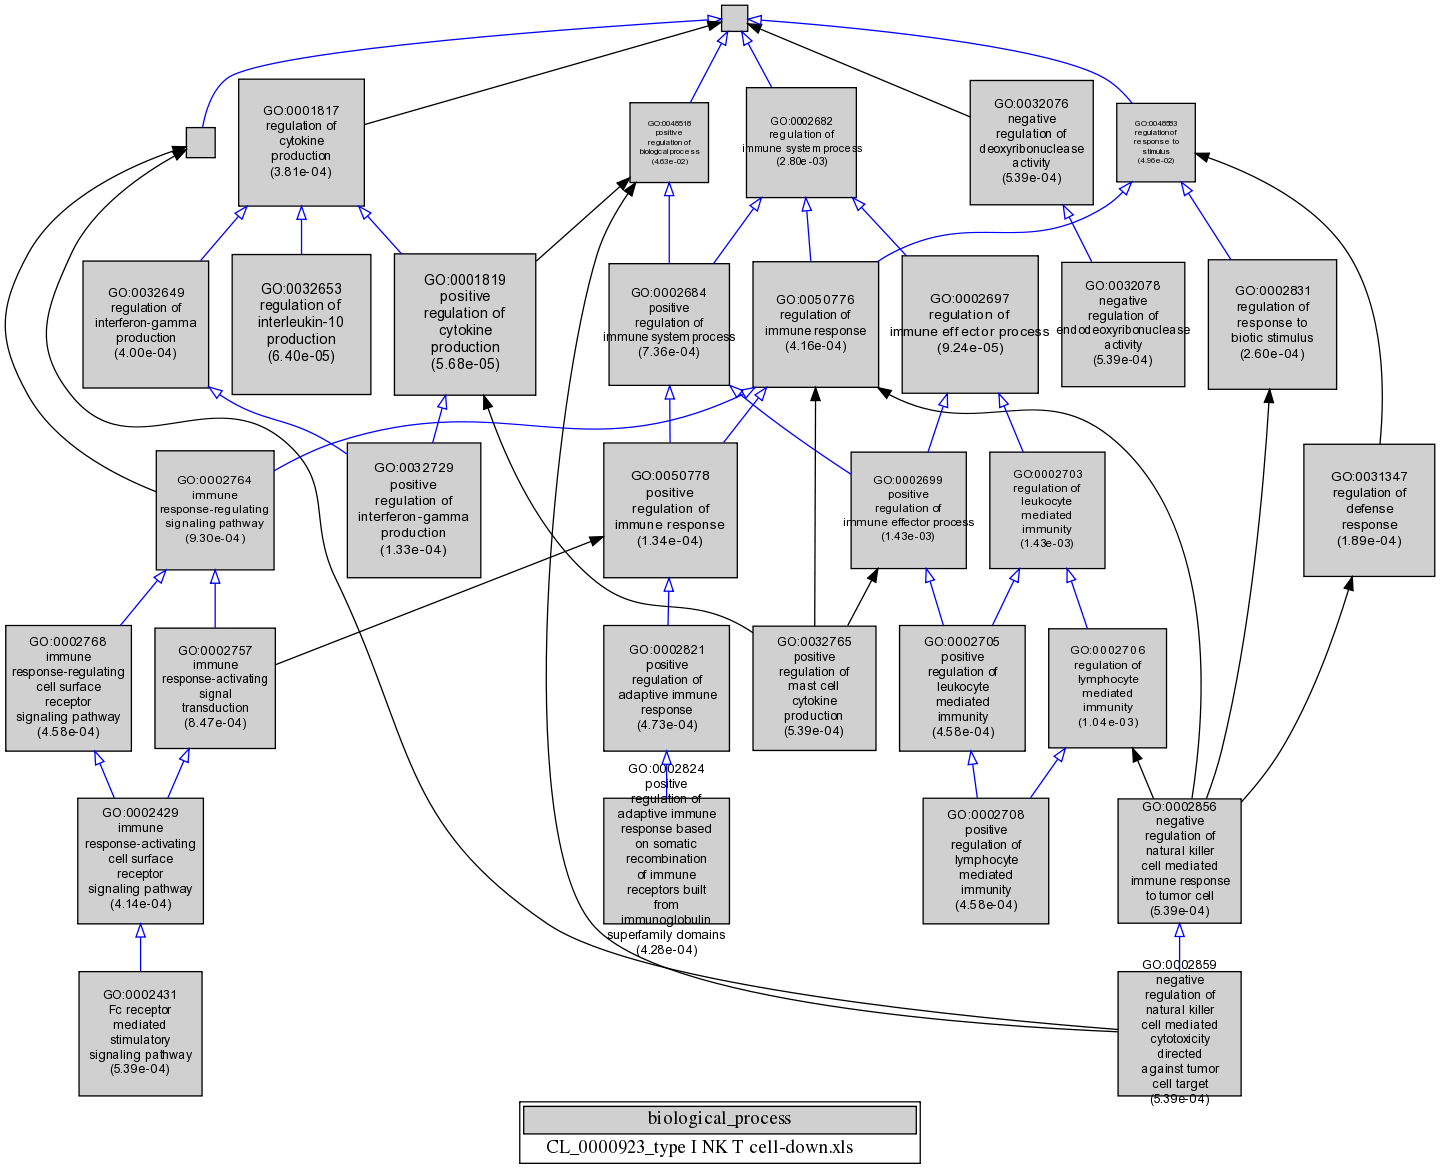 GO:0001817
regulation of
cytokine
production
(3.81e-04)
GO:0048518
positive
regulation of
biological process
(4.63e-02)
GO:0002682
regulation of
immune system process
(2.80e-03)
GO:0032076
negative
regulation of
deoxyribonuclease
activity
(5.39e-04)
GO:0048583
regulation of
response to
stimulus
(4.96e-02)
GO:0032649
regulation of
interferon-gamma
production
(4.00e-04)
GO:0032653
regulation of
interleukin-10
production
(6.40e-05)
GO:0001819
positive
regulation of
cytokine
production
(5.68e-05)
GO:0002684
positive
regulation of
immune system process
(7.36e-04)
GO:0050776
regulation of
immune response
(4.16e-04)
GO:0002697
regulation of
immune effector process
(9.24e-05)
GO:0032078
negative
regulation of
endodeoxyribonuclease
activity
(5.39e-04)
GO:0002831
regulation of
response to
biotic stimulus
(2.60e-04)
GO:0002764
immune
response-regulating
signaling pathway
(9.30e-04)
GO:0032729
positive
regulation of
interferon-gamma
production
(1.33e-04)
GO:0050778
positive
regulation of
immune response
(1.34e-04)
GO:0002699
positive
regulation of
immune effector process
(1.43e-03)
GO:0002703
regulation of
leukocyte
mediated
immunity
(1.43e-03)
GO:0031347
regulation of
defense
response
(1.89e-04)
GO:0002768
immune
response-regulating
cell surface
receptor
signaling pathway
(4.58e-04)
GO:0002757
immune
response-activating
signal
transduction
(8.47e-04)
GO:0002821
positive
regulation of
adaptive immune
response
(4.73e-04)
GO:0032765
positive
regulation of
mast cell
cytokine
production
(5.39e-04)
GO:0002705
positive
regulation of
leukocyte
mediated
immunity
(4.58e-04)
GO:0002706
regulation of
lymphocyte
mediated
immunity
(1.04e-03)
GO:0002429
immune
response-activating
cell surface
receptor
signaling pathway
(4.14e-04)
GO:0002824
positive
regulation of
adaptive immune
response based
on somatic
recombination
of immune
receptors built
from
immunoglobulin
superfamily domains
(4.28e-04)
GO:0002708
positive
regulation of
lymphocyte
mediated
immunity
(4.58e-04)
GO:0002856
negative
regulation of
natural killer
cell mediated
immune response
to tumor cell
(5.39e-04)
GO:0002431
Fc receptor
mediated
stimulatory
signaling pathway
(5.39e-04)
GO:0002859
negative
regulation of
natural killer
cell mediated
cytotoxicity
directed
against tumor
cell target
(5.39e-04)
biological_process
CL_0000923_type I NK T cell-down.xls